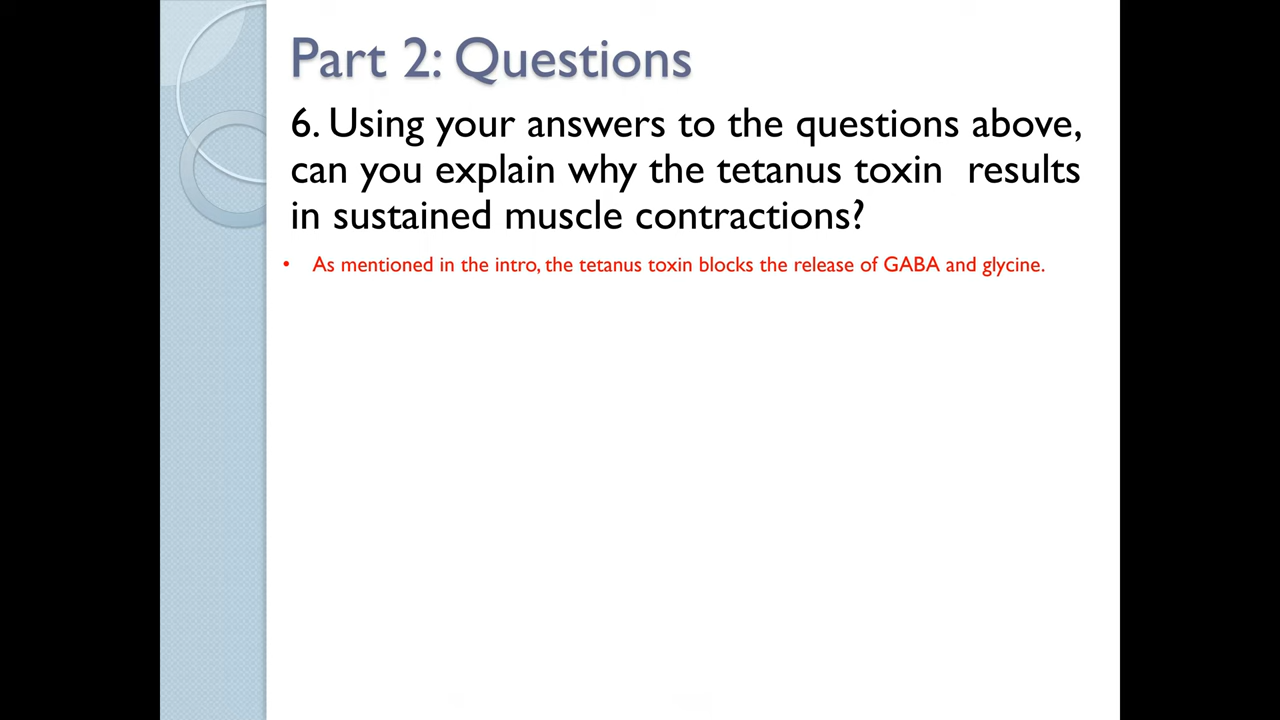 Part 2: Questions
6. Using your answers to the questions above,
can you explain why the tetanus toxin  results
in sustained muscle contractions?
• As mentioned in the intro, the tetanus toxin blocks the release of GABA and glycine.